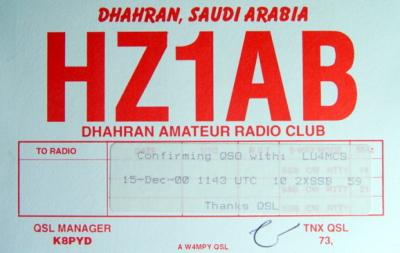 DHAHRAN, SAUDI ARABIA
HZ1AB
DHAHRAN AMATEUR RADIO CLUB
TO RADIO
Confirming QSO with: LU4MCS
15-Dec-00 1143 UTC 10 2XSSB 59
Thanks QSL
QSL MANAGER
K8PYD
TNX QSL
73,
A W4MPY QSL